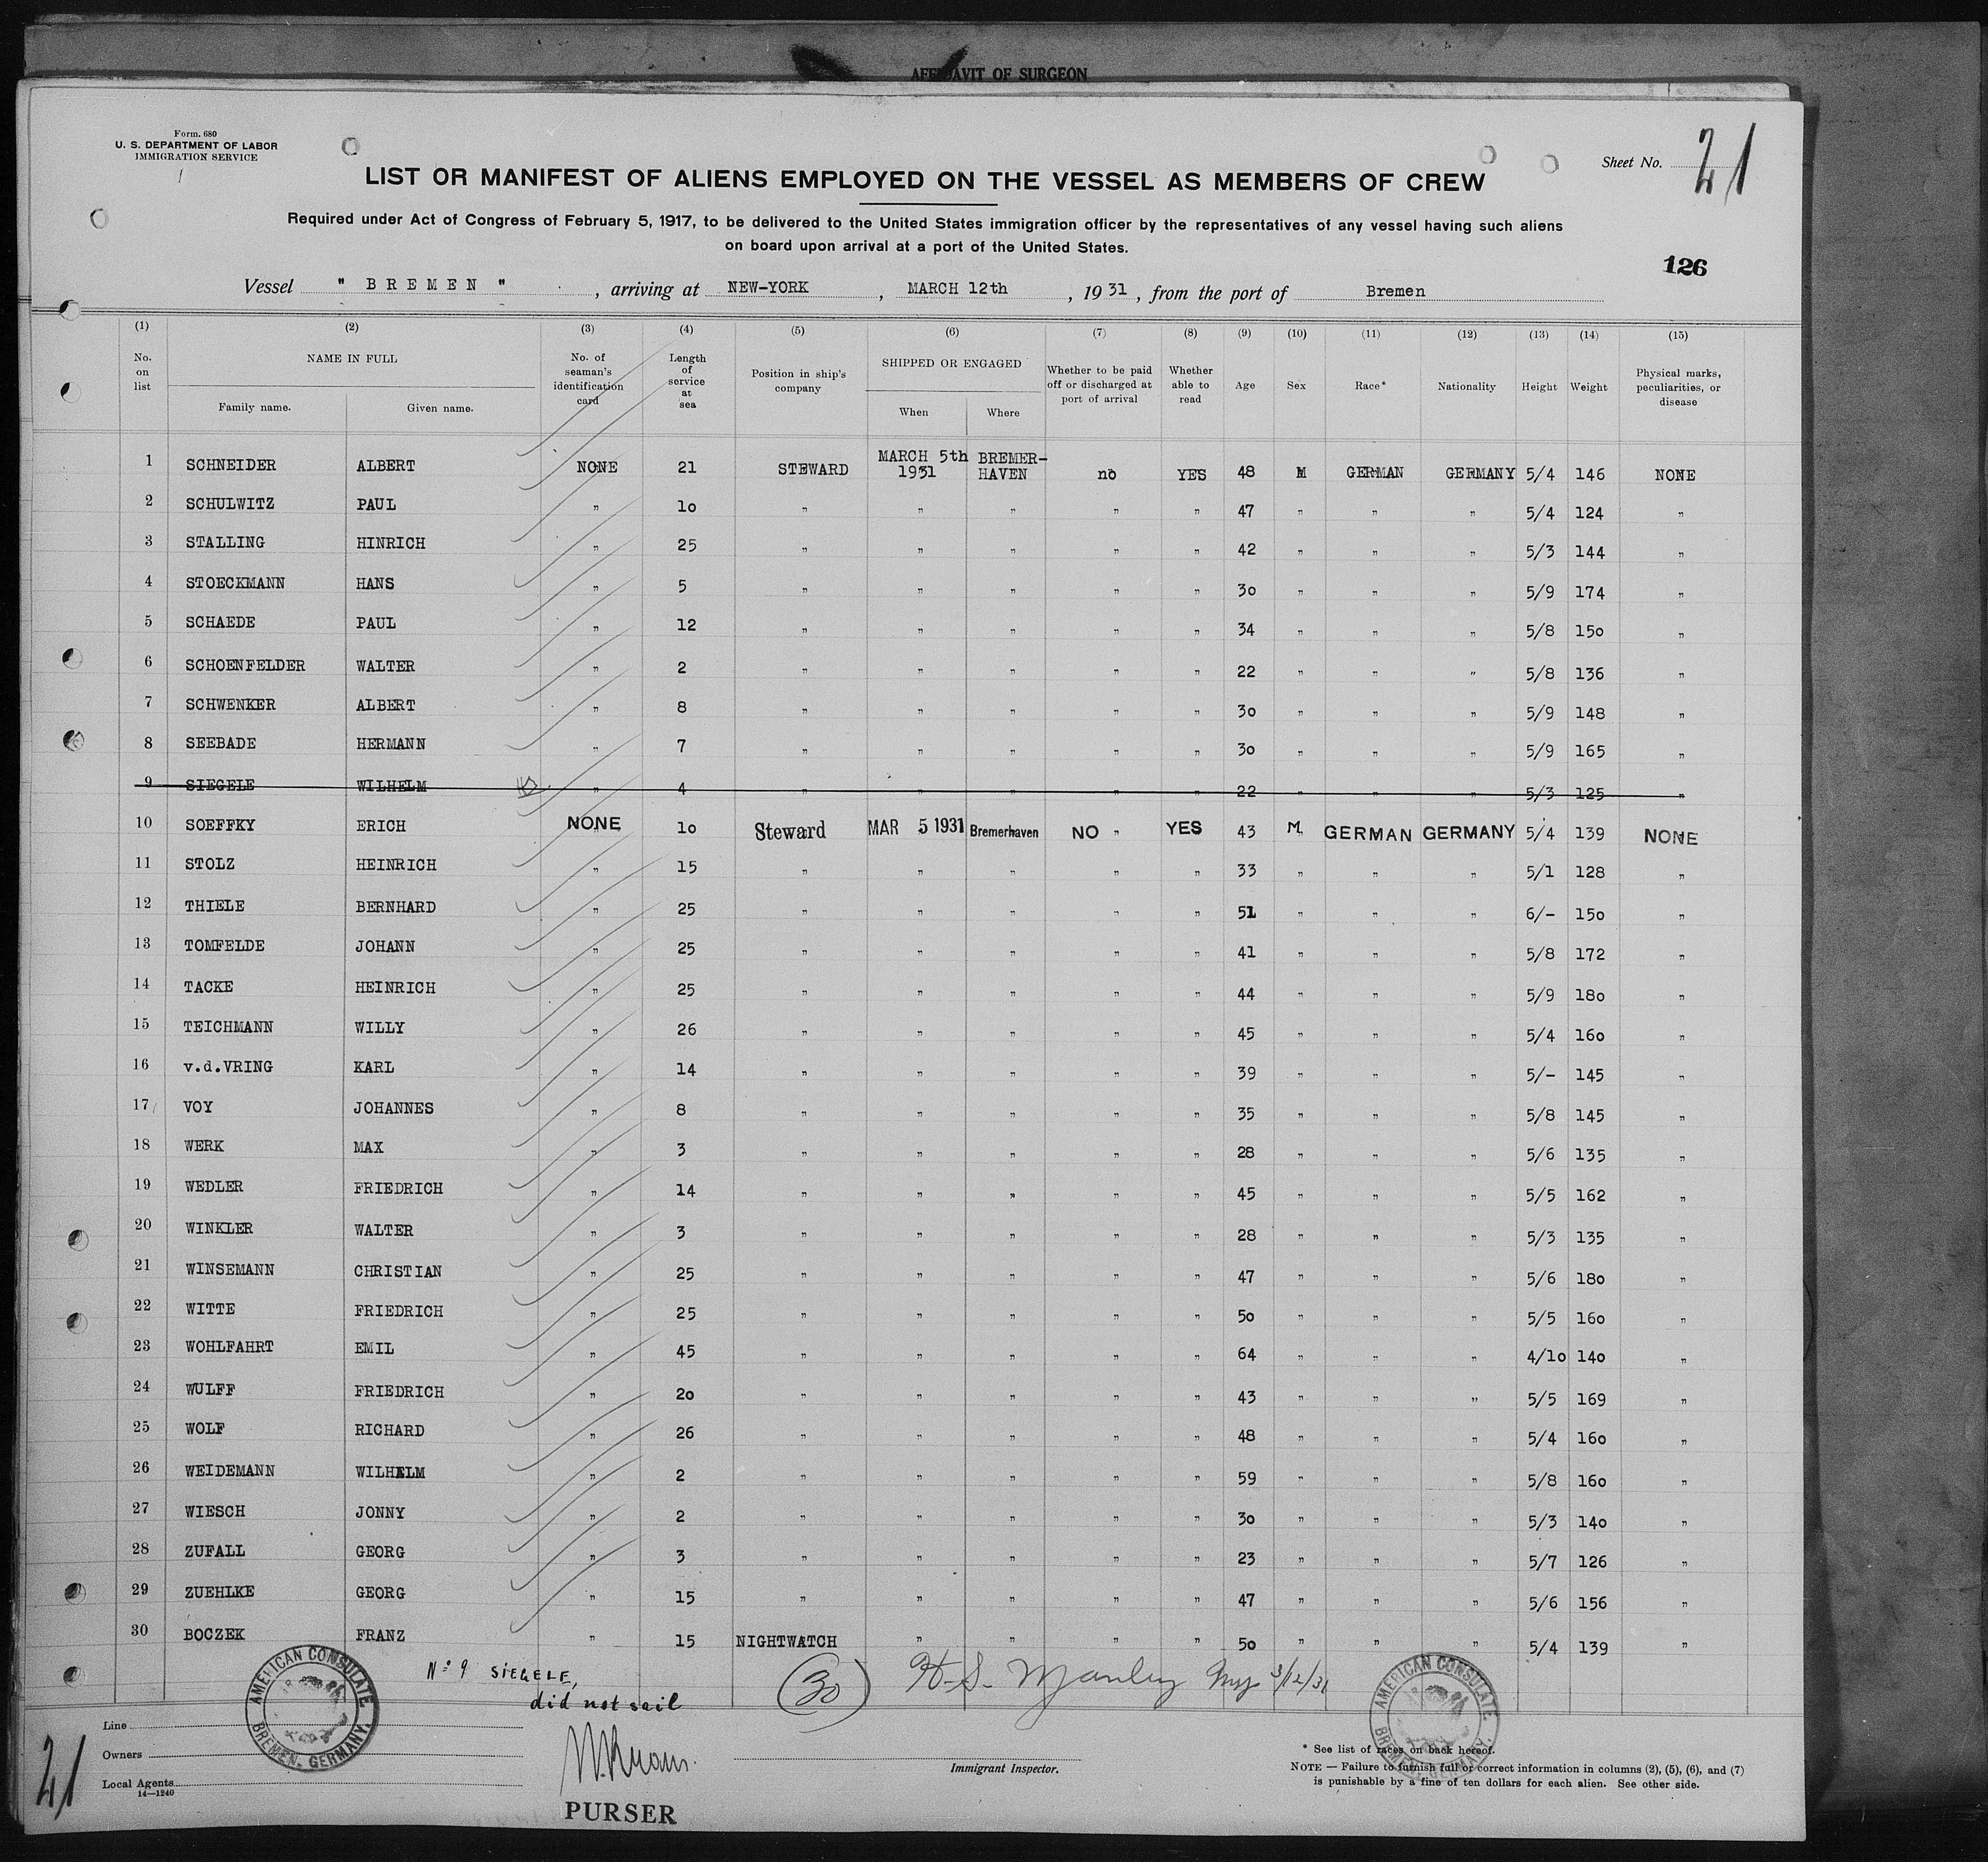 AFFIDAVIT OF SURGEON
Form. 680
U. S. DEPARTMENT OF LABOR
IMMIGRATION SERVICE
Sheet No. 21
LIST OR MANIFEST OF ALIENS EMPLOYED ON THE VESSEL AS MEMBERS OF CREW
Required under Act of Congress of February 5, 1917, to be delivered to the United States immigration officer by the representatives of any vessel having such aliens
on board upon arrival at a port of the United States.
126
Vessel " BREMEN " , arriving at NEW-YORK , MARCH 12th , 1931 , from the port of Bremen
(1) (2) (3) (4) (5) (6) (7) (8) (9) (10) (11) (12) (13) (14) (15)
No. on list NAME IN FULL Family name. Given name. No. of seaman's identification card Length of service at sea Position in ship's company SHIPPED OR ENGAGED When Where Whether to be paid off or discharged at port of arrival Whether able to read Age Sex Race* Nationality Height Weight Physical marks, peculiarities, or disease
1 SCHNEIDER ALBERT NONE 21 STEWARD MARCH 5th 1931 BREMER-HAVEN no YES 48 M GERMAN GERMANY 5/4 146 NONE
2 SCHULWITZ PAUL " 10 " " " " " 47 " " " 5/4 124 "
3 STALLING HINRICH " 25 " " " " " 42 " " " 5/3 144 "
4 STOECKMANN HANS " 5 " " " " " 30 " " " 5/9 174 "
5 SCHAEDE PAUL " 12 " " " " " 34 " " " 5/8 150 "
6 SCHOENFELDER WALTER " 2 " " " " " 22 " " " 5/8 136 "
7 SCHWENKER ALBERT " 8 " " " " " 30 " " " 5/9 148 "
8 SEEBADE HERMANN " 7 " " " " " 30 " " " 5/9 165 "
9 SIEGELE WILHELM " 4 " " " " " 22 " " " 5/3 125 "
10 SOEFFKY ERICH NONE 10 Steward MAR 5 1931 Bremerhaven NO " YES 43 M. GERMAN GERMANY 5/4 139 NONE
11 STOLZ HEINRICH " 15 " " " " " 33 " " " 5/1 128 "
12 THIELE BERNHARD " 25 " " " " " 51 " " " 6/- 150 "
13 TOMFELDE JOHANN " 25 " " " " " 41 " " " 5/8 172 "
14 TACKE HEINRICH " 25 " " " " " 44 " " " 5/9 180 "
15 TEICHMANN WILLY " 26 " " " " " 45 " " " 5/4 160 "
16 v.d.VRING KARL " 14 " " " " " 39 " " " 5/- 145 "
17 VOY JOHANNES " 8 " " " " " 35 " " " 5/8 145 "
18 WERK MAX " 3 " " " " " 28 " " " 5/6 135 "
19 WEDLER FRIEDRICH " 14 " " " " " 45 " " " 5/5 162 "
20 WINKLER WALTER " 3 " " " " " 28 " " " 5/3 135 "
21 WINSEMANN CHRISTIAN " 25 " " " " " 47 " " " 5/6 180 "
22 WITTE FRIEDRICH " 25 " " " " " 50 " " " 5/5 160 "
23 WOHLFAHRT EMIL " 45 " " " " " 64 " " " 4/10 140 "
24 WULFF FRIEDRICH " 20 " " " " " 43 " " " 5/5 169 "
25 WOLF RICHARD " 26 " " " " " 48 " " " 5/4 160 "
26 WEIDEMANN WILHELM " 2 " " " " " 59 " " " 5/8 160 "
27 WIESCH JONNY " 2 " " " " " 30 " " " 5/3 140 "
28 ZUFALL GEORG " 3 " " " " " 23 " " " 5/7 126 "
29 ZUEHLKE GEORG " 15 " " " " " 47 " " " 5/6 156 "
30 BOCZEK FRANZ " 15 NIGHTWATCH " " " " 50 " " " 5/4 139 "
AMERICAN CONSULATE BREMEN, GERMANY.
Nº 9 SIEGELE,
did not sail
(30) H.S. Manley 3/12/31
AMERICAN CONSULATE BREMEN, GERMANY.
Line
Owners
Local Agents
14—1240
21
PURSER
Immigrant Inspector.
* See list of races on back hereof.
NOTE — Failure to furnish full or correct information in columns (2), (5), (6), and (7)
is punishable by a fine of ten dollars for each alien. See other side.